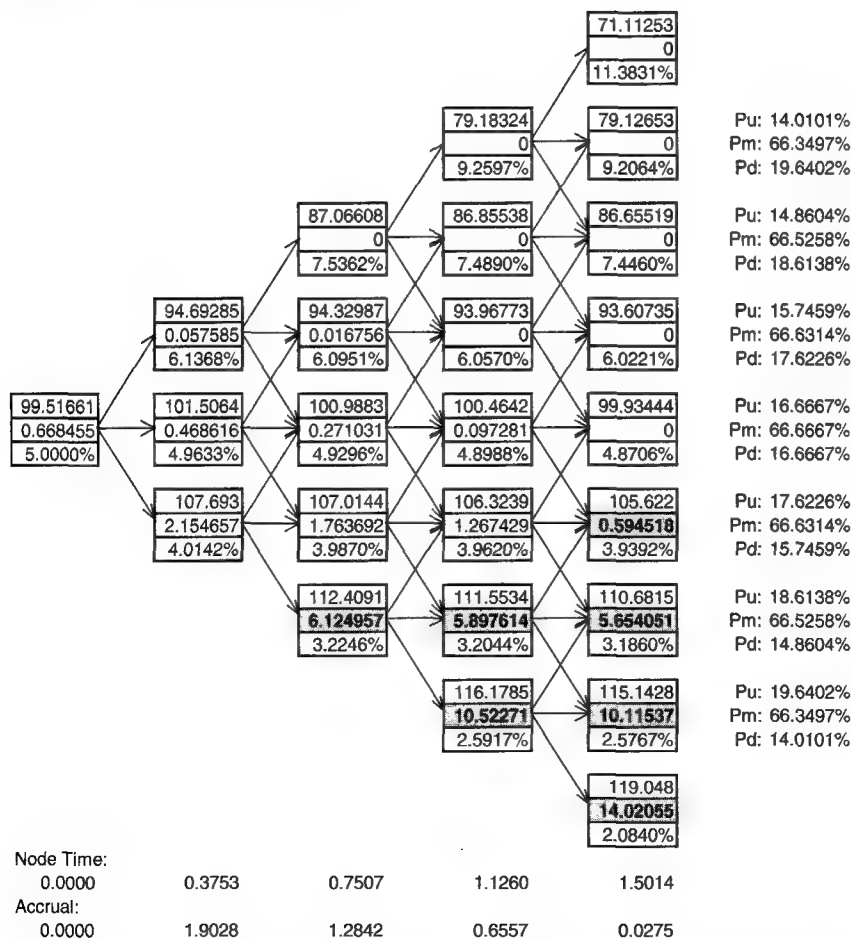 71.11253
0
11.3831%
79.18324 79.12653 Pu: 14.0101%
0 0 Pm: 66.3497%
9.2597% 9.2064% Pd: 19.6402%
87.06608 86.85538 86.65519 Pu: 14.8604%
0 0 0 Pm: 66.5258%
7.5362% 7.4890% 7.4460% Pd: 18.6138%
94.69285 94.32987 93.96773 93.60735 Pu: 15.7459%
0.057585 0.016756 0 0 Pm: 66.6314%
6.1368% 6.0951% 6.0570% 6.0221% Pd: 17.6226%
99.51661 101.5064 100.9883 100.4642 99.93444 Pu: 16.6667%
0.668455 0.468616 0.271031 0.097281 0 Pm: 66.6667%
5.0000% 4.9633% 4.9296% 4.8988% 4.8706% Pd: 16.6667%
107.693 107.0144 106.3239 105.622 Pu: 17.6226%
2.154657 1.763692 1.267429 0.594518 Pm: 66.6314%
4.0142% 3.9870% 3.9620% 3.9392% Pd: 15.7459%
112.4091 111.5534 110.6815 Pu: 18.6138%
6.124957 5.897614 5.654051 Pm: 66.5258%
3.2246% 3.2044% 3.1860% Pd: 14.8604%
116.1785 115.1428 Pu: 19.6402%
10.52271 10.11537 Pm: 66.3497%
2.5917% 2.5767% Pd: 14.0101%
119.048
14.02055
2.0840%
Node Time:
0.0000 0.3753 0.7507 1.1260 1.5014
Accrual:
0.0000 1.9028 1.2842 0.6557 0.0275